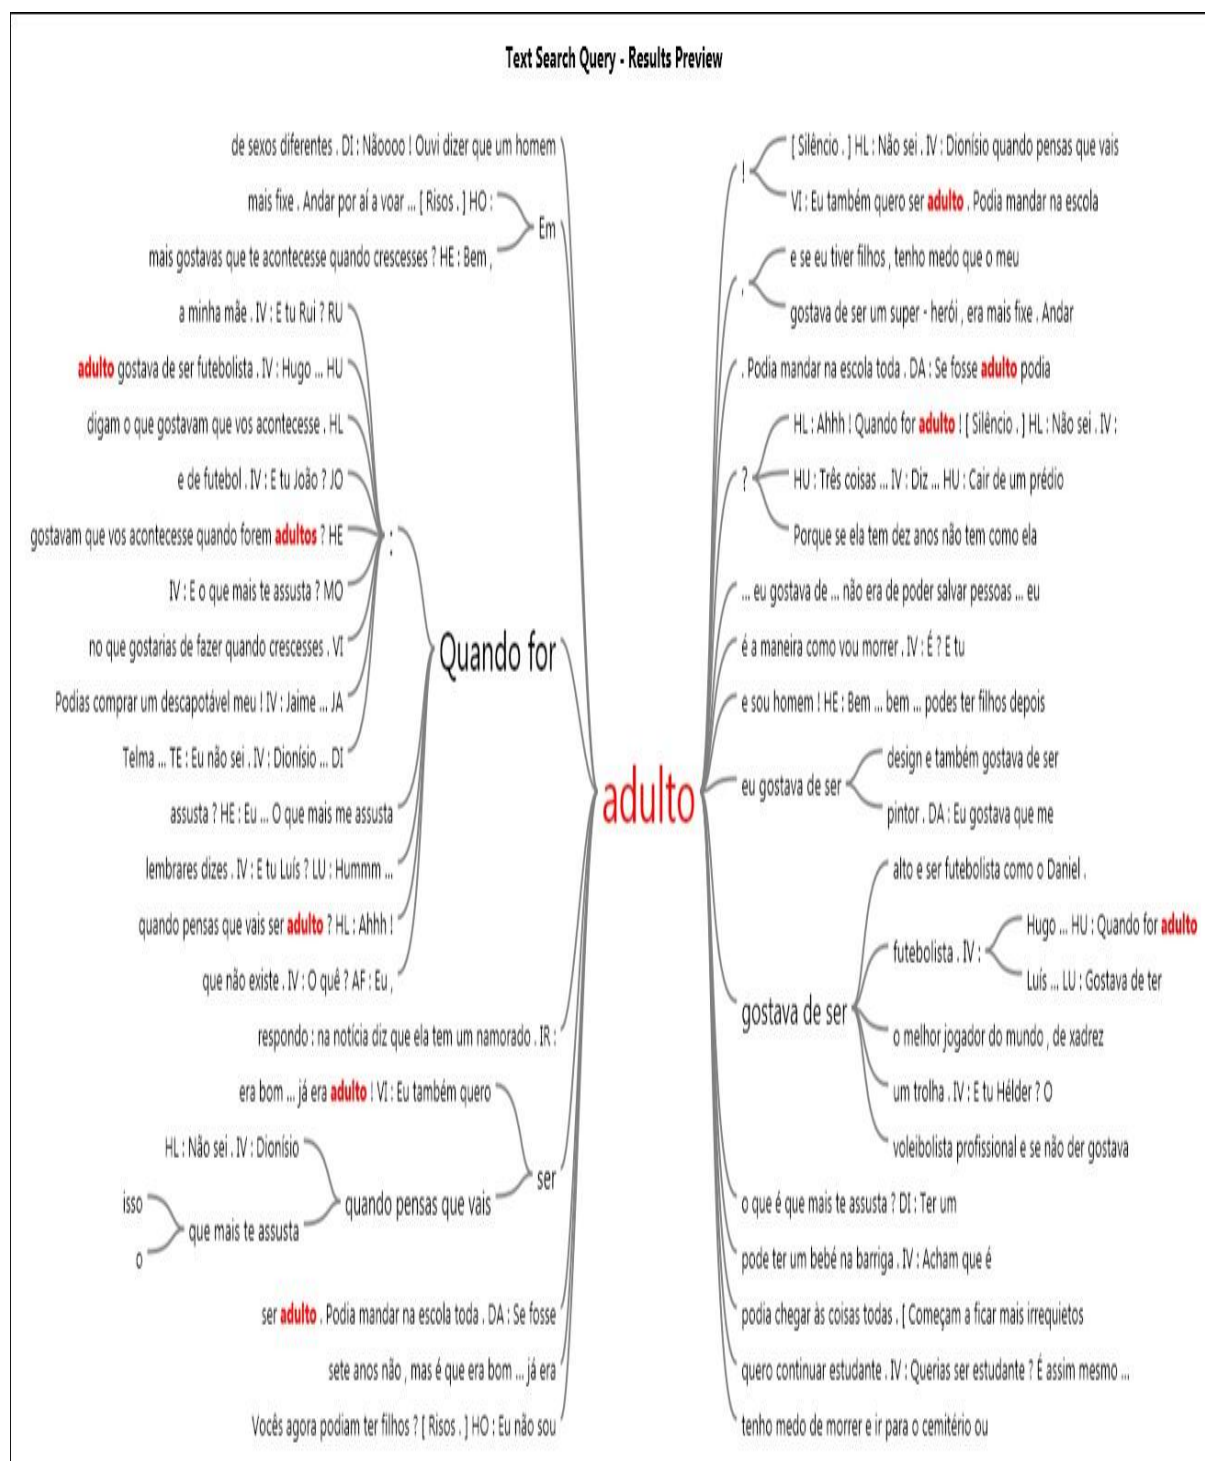 Text Search Query - Results Preview
de sexos diferentes . DI : Nãoooo ! Ouvi dizer que um homem
mais fixe . Andar por aí a voar ... [ Risos . ] HO :
Em
mais gostavas que te acontecesse quando crescesses ? HE : Bem ,
a minha mãe . IV : E tu Rui ? RU
adulto gostava de ser futebolista . IV : Hugo ... HU
digam o que gostavam que vos acontecesse . HL
e de futebol . IV : E tu João ? JO
gostavam que vos acontecesse quando forem adultos ? HE
:
IV : E o que mais te assusta ? MO
no que gostarias de fazer quando crescesses . VI
Quando for
Podias comprar um descapotável meu ! IV : Jaime ... JA
Telma ... TE : Eu não sei . IV : Dionísio ... DI
assusta ? HE : Eu ... O que mais me assusta
lembrares dizes . IV : E tu Luís ? LU : Hummm ...
quando pensas que vais ser adulto ? HL : Ahhh !
que não existe . IV : O quê ? AF : Eu ,
respondo : na notícia diz que ela tem um namorado . IR :
era bom ... já era adulto ! VI : Eu também quero
HL : Não sei . IV : Dionísio
ser
isso
quando pensas que vais
que mais te assusta
o
ser adulto . Podia mandar na escola toda . DA : Se fosse
sete anos não , mas é que era bom ... já era
Vocês agora podiam ter filhos ? [ Risos . ] HO : Eu não sou
adulto
!
[ Silêncio . ] HL : Não sei . IV : Dionísio quando pensas que vais
VI : Eu também quero ser adulto . Podia mandar na escola
,
e se eu tiver filhos , tenho medo que o meu
gostava de ser um super - herói , era mais fixe . Andar
. Podia mandar na escola toda . DA : Se fosse adulto podia
?
HL : Ahhh ! Quando for adulto ! [ Silêncio . ] HL : Não sei . IV :
HU : Três coisas ... IV : Diz ... HU : Cair de um prédio
Porque se ela tem dez anos não tem como ela
... eu gostava de ... não era de poder salvar pessoas ... eu
é a maneira como vou morrer . IV : É ? E tu
e sou homem ! HE : Bem ... bem ... podes ter filhos depois
eu gostava de ser
design e também gostava de ser
pintor . DA : Eu gostava que me
gostava de ser
alto e ser futebolista como o Daniel .
futebolista . IV :
Hugo ... HU : Quando for adulto
Luís ... LU : Gostava de ter
o melhor jogador do mundo , de xadrez
um trolha . IV : E tu Hélder ? O
voleibolista profissional e se não der gostava
o que é que mais te assusta ? DI : Ter um
pode ter um bebé na barriga . IV : Acham que é
podia chegar às coisas todas . [ Começam a ficar mais irrequietos
quero continuar estudante . IV : Querias ser estudante ? É assim mesmo ...
tenho medo de morrer e ir para o cemitério ou